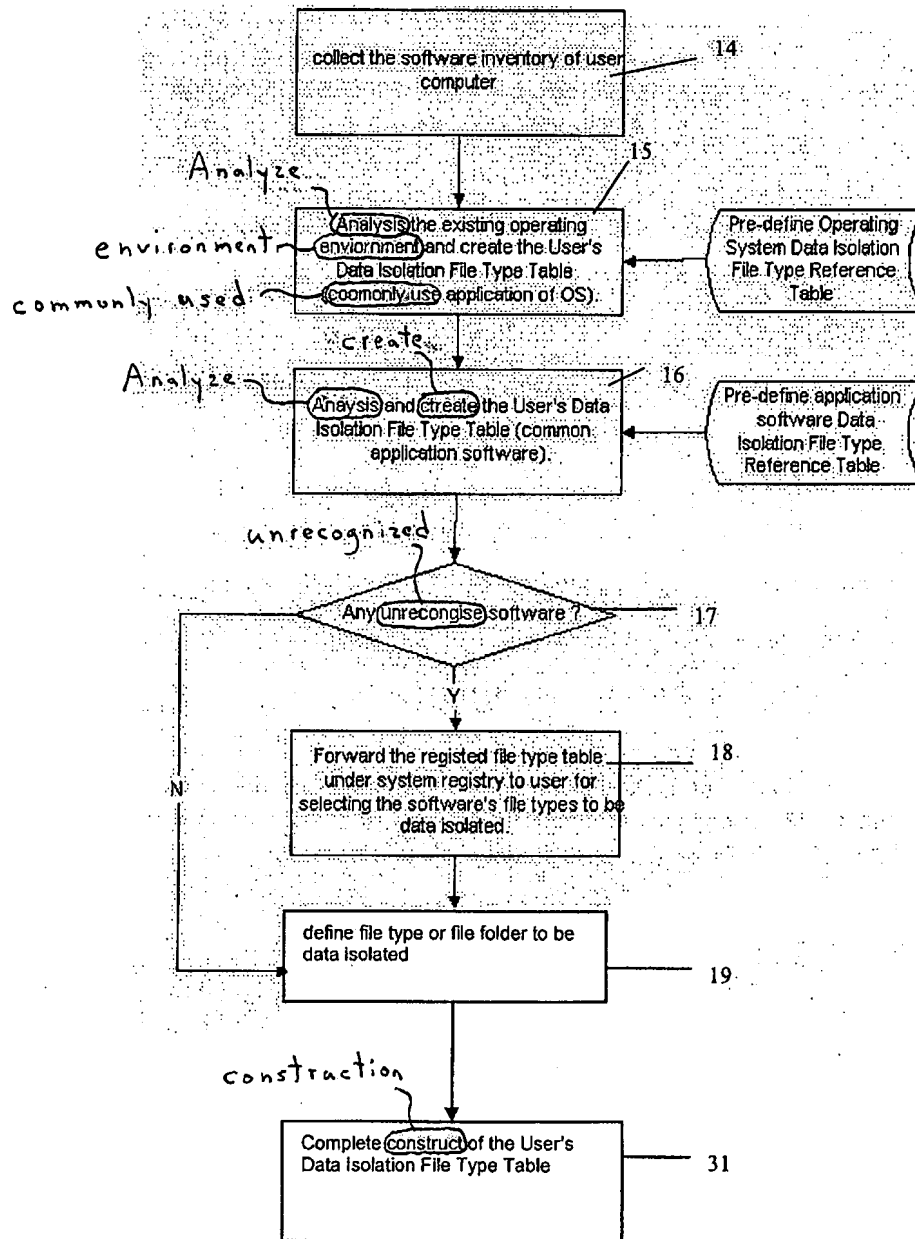 collect the software inventory of user
computer
14
Analyze
15
Analysis the existing operating
enviornment and create the User's
Data Isolation File Type Table
(coomonly use application of OS).
environment
commonly used
Pre-define Operating
System Data Isolation
File Type Reference
Table
create
Analyze
16
Anaysis and ctreate the User's Data
Isolation File Type Table (common
application software).
Pre-define application
software Data
Isolation File Type
Reference Table
unrecognized
Any unrecongise software ?
17
Y
N
Forward the registed file type table
under system registry to user for
selecting the software's file types to be
data isolated.
18
define file type or file folder to be
data isolated
19
construction
Complete construct of the User's
Data Isolation File Type Table
31